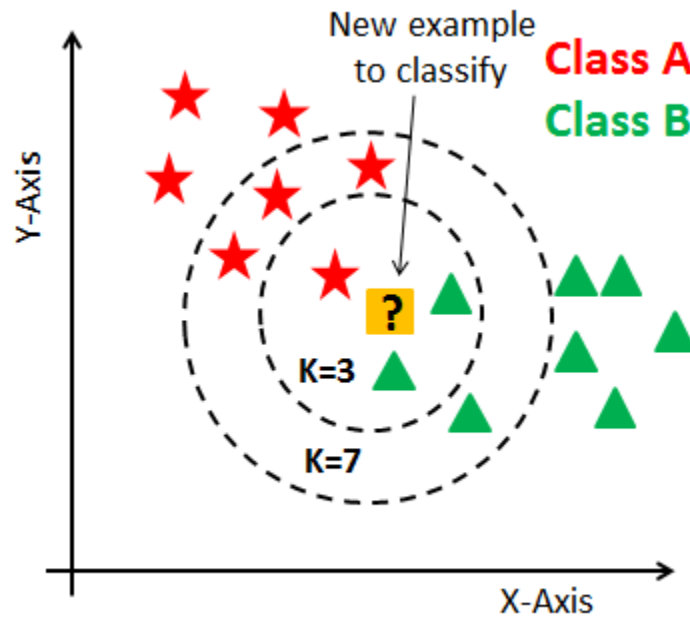 New example
to classify
Class A
Class B
Y-Axis
?
K=3
K=7
X-Axis